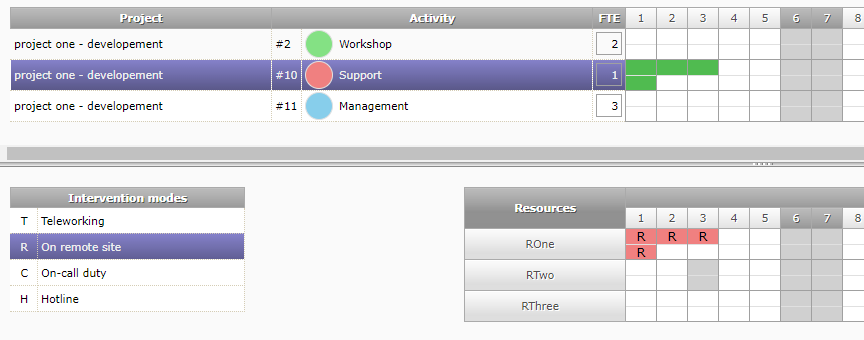 Project Activity FTE 1 2 3 4 5 6 7 8
project one - developement #2 Workshop 2
project one - developement #10 Support 1
project one - developement #11 Management 3
Intervention modes
T Teleworking
R On remote site
C On-call duty
H Hotline
Resources 1 2 3 4 5 6 7 8
ROne R R R
R
RTwo
RThree